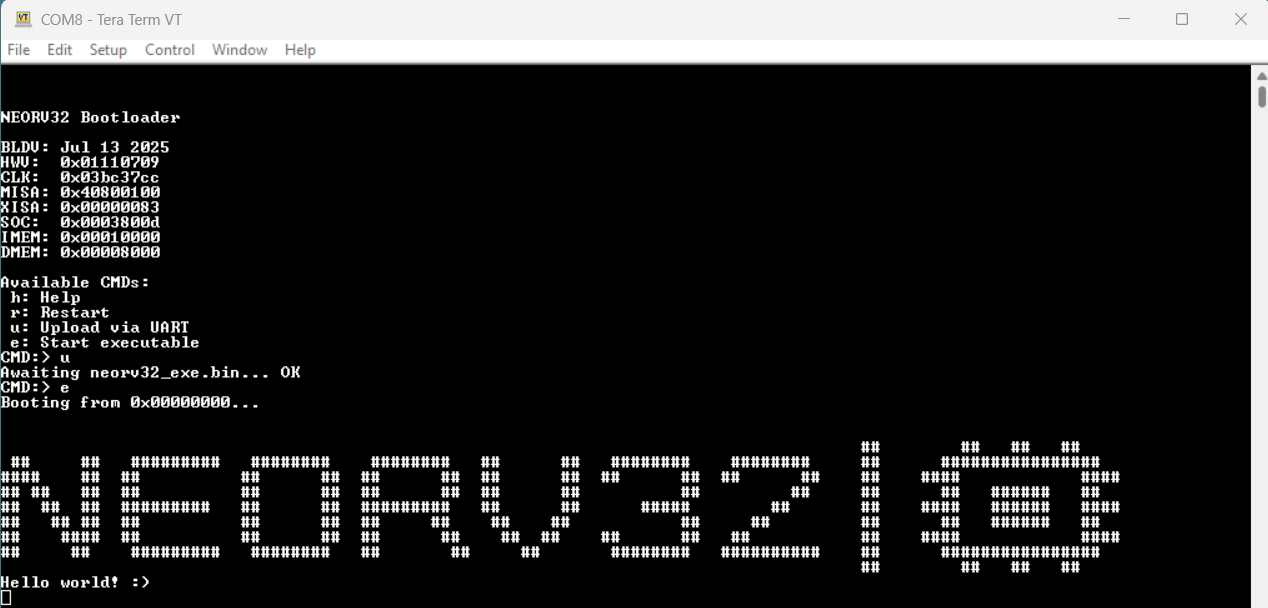 COM8 - Tera Term VT
File Edit Setup Control Window Help
NEORV32 Bootloader
BLDV: Jul 13 2025
HWV:  0x01110709
CLK:  0x03bc37cc
MISA: 0x40800100
XISA: 0x00000083
SOC:  0x0003800d
IMEM: 0x00010000
DMEM: 0x00008000
Available CMDs:
h: Help
r: Restart
u: Upload via UART
e: Start executable
CMD:> u
Awaiting neorv32_exe.bin... OK
CMD:> e
Booting from 0x00000000...
NEORV32
Hello world! :)